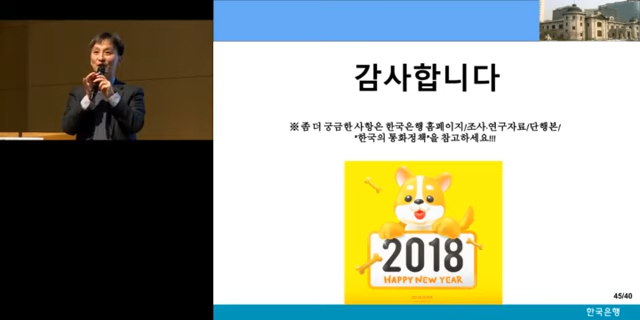 감사합니다
※ 좀 더 궁금한 사항은 한국은행 홈페이지/조사·연구자료/단행본/
"한국의 통화정책"을 참고하세요!!!
2018
HAPPY NEW YEAR
45/40
한국은행